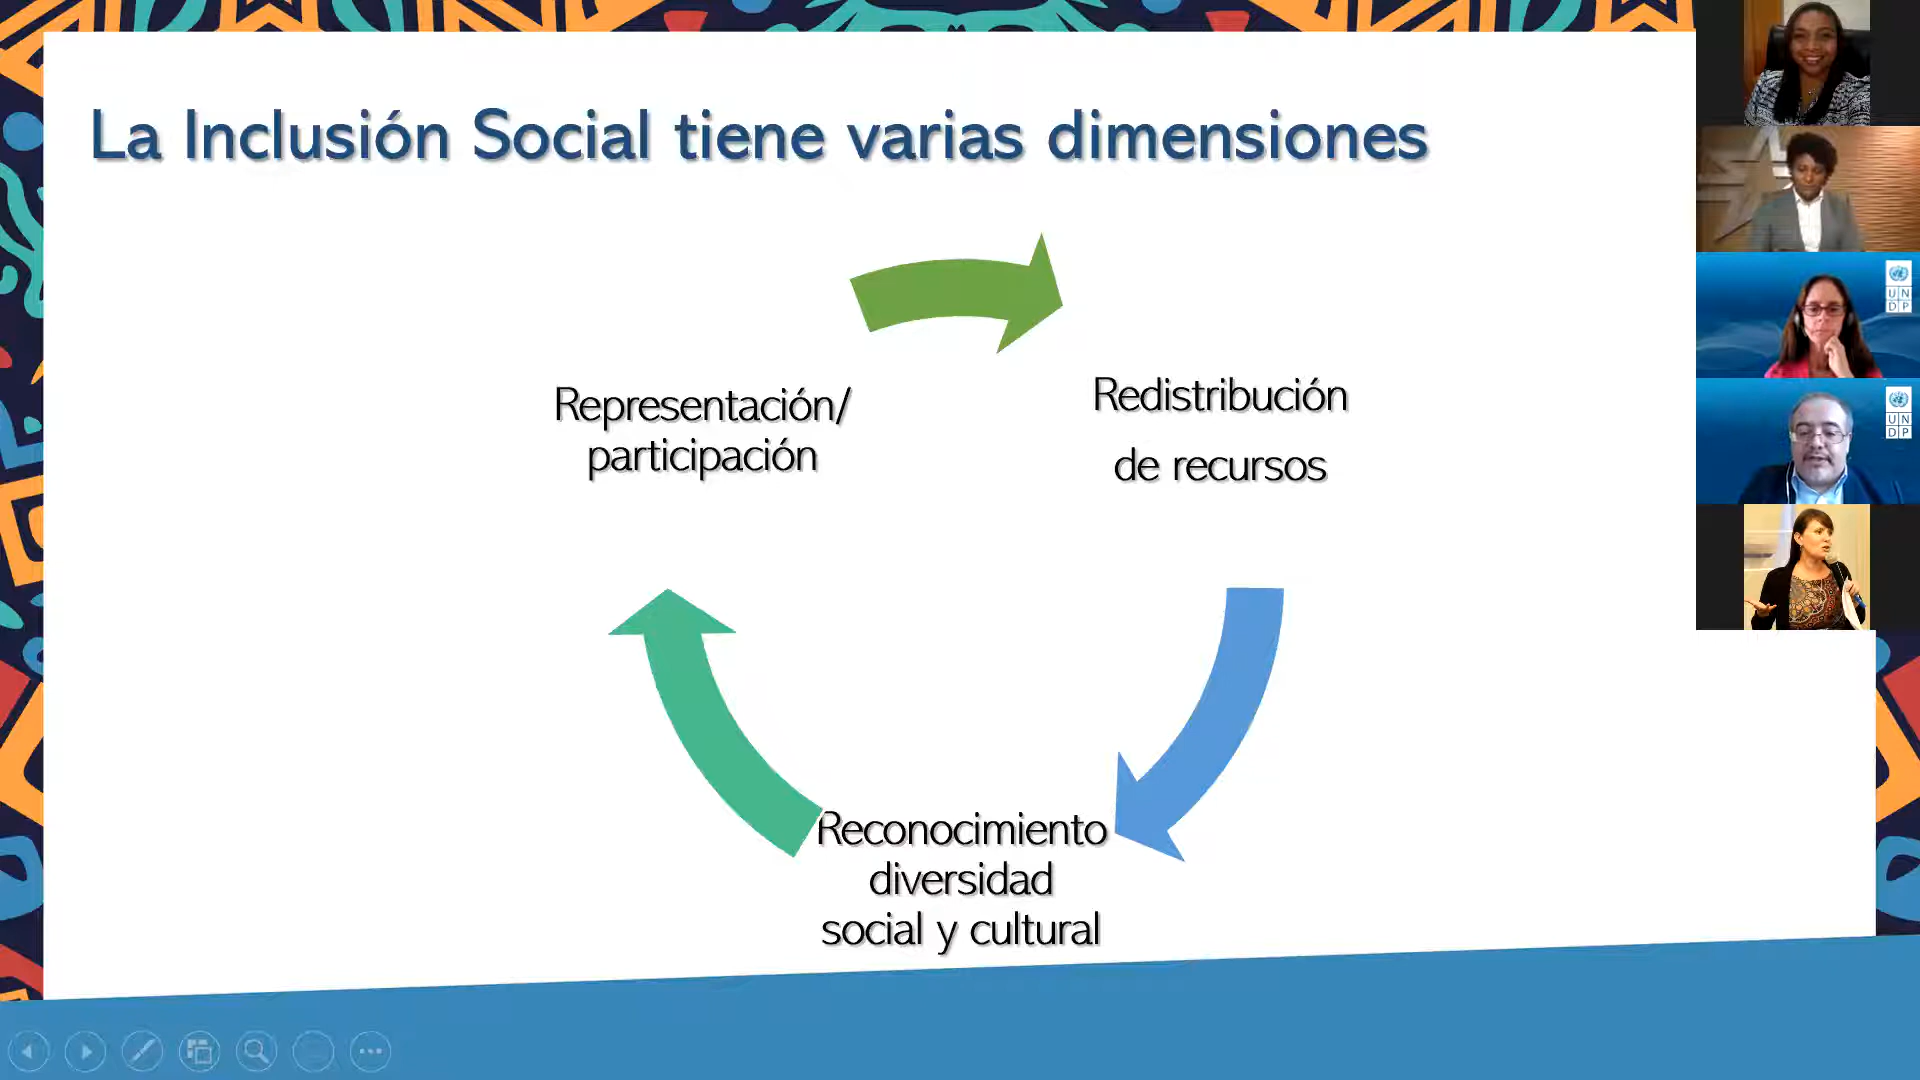 La Inclusión Social tiene varias dimensiones
Representación/
participación
Redistribución
de recursos
Reconocimiento
diversidad
social y cultural
U N
D P
U N
D P